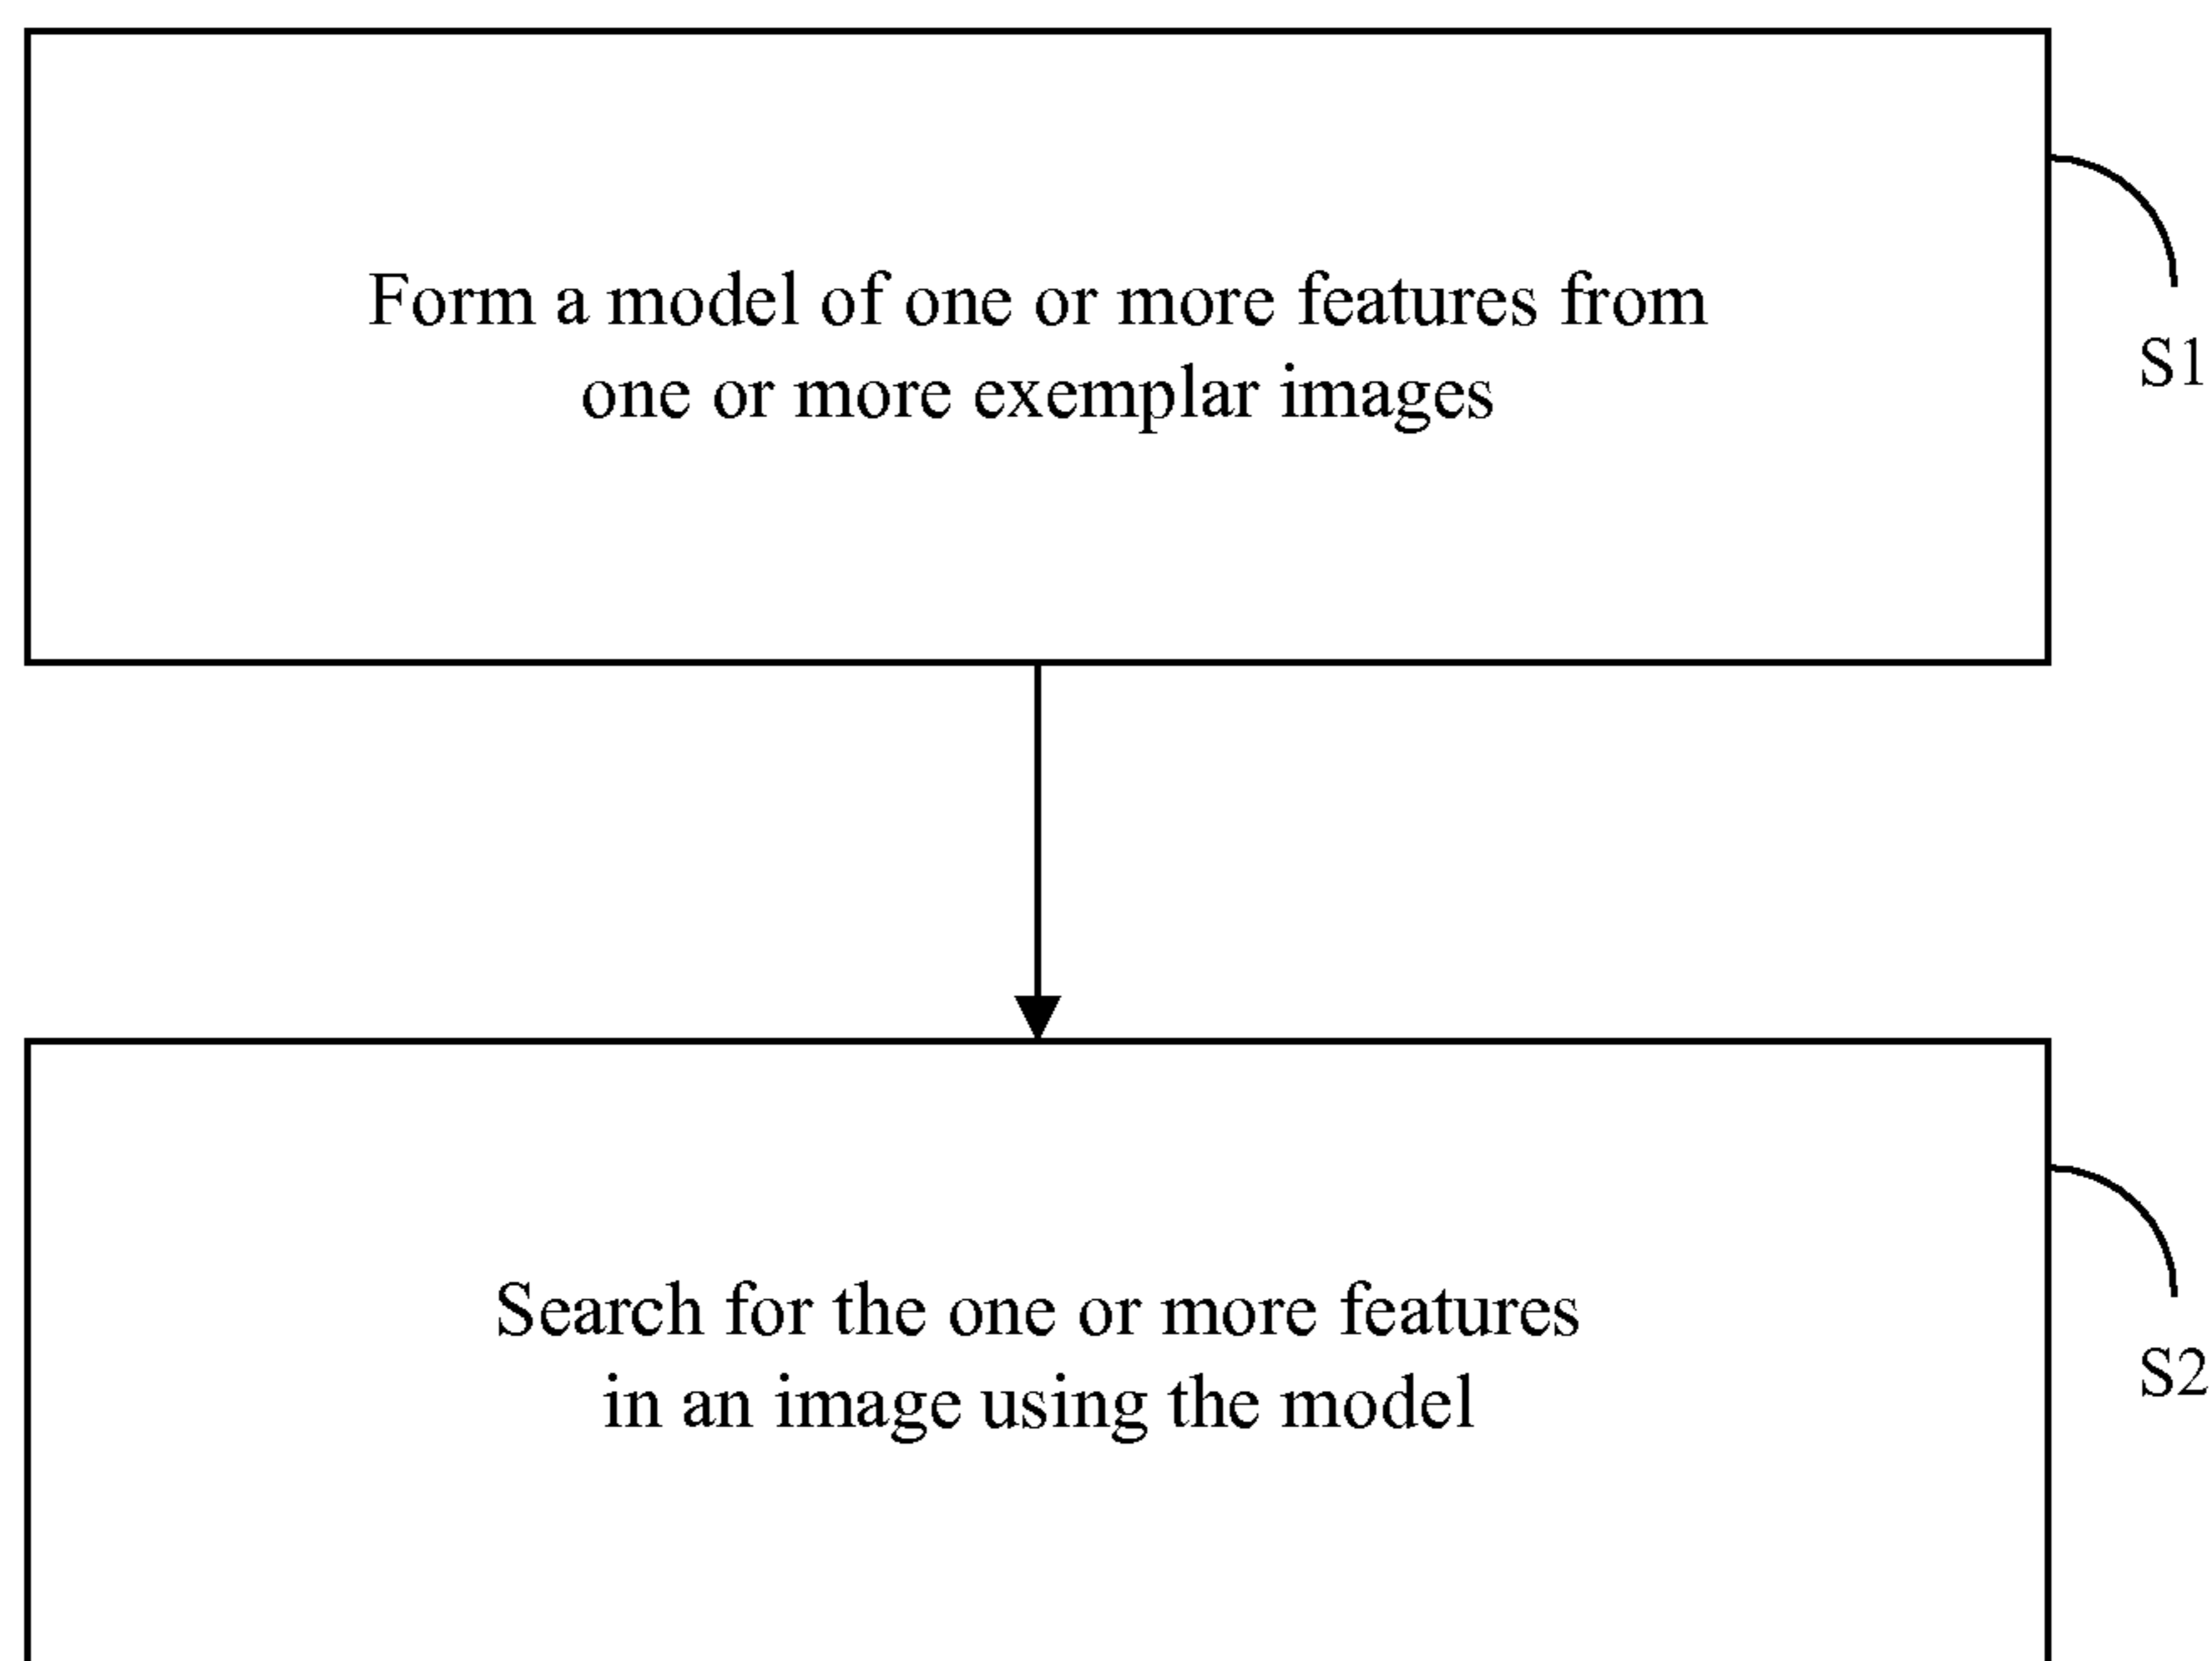 Form a model of one or more features from
one or more exemplar images
S1
Search for the one or more features
in an image using the model
S2